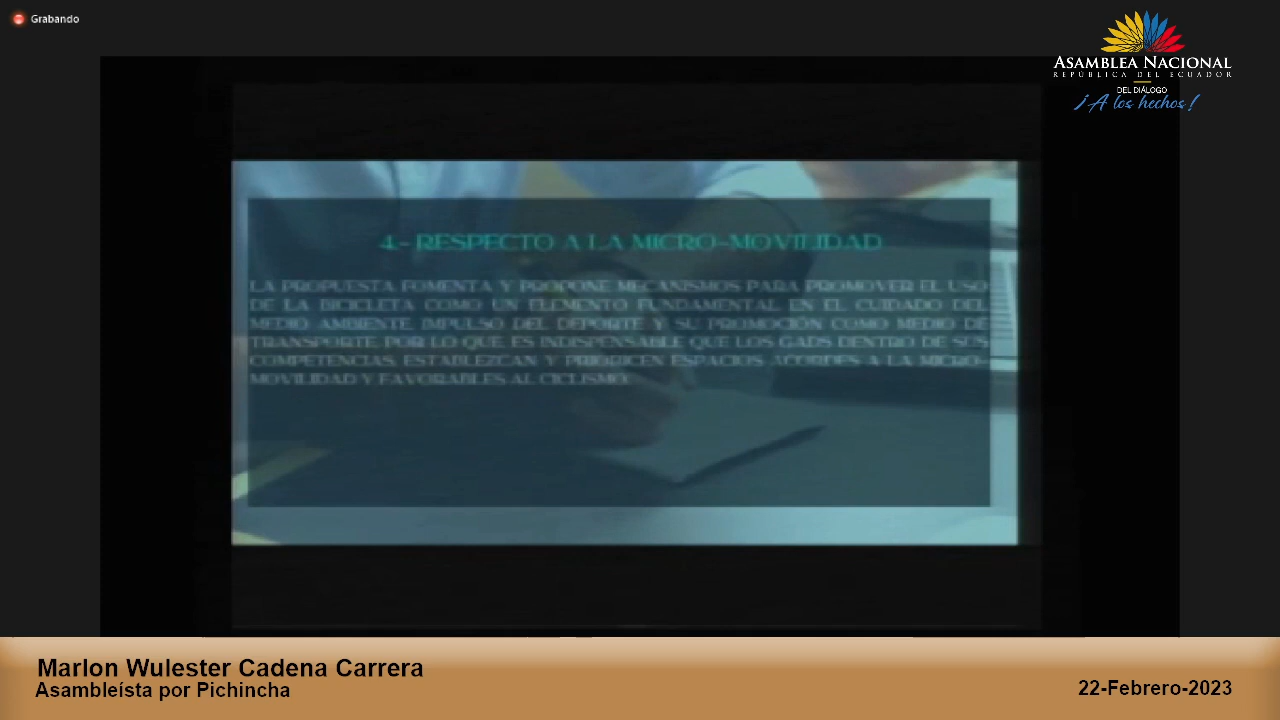 Grabando
ASAMBLEA NACIONAL
REPÚBLICA DEL ECUADOR
DEL DIÁLOGO
¡A los hechos!
4.- RESPECTO A LA MICRO-MOVILIDAD
LA PROPUESTA FOMENTA Y PROPONE MECANISMOS PARA PROMOVER EL USO
DE LA BICICLETA COMO UN ELEMENTO FUNDAMENTAL EN EL CUIDADO DEL
MEDIO AMBIENTE, IMPULSO DEL DEPORTE Y SU PROMOCIÓN COMO MEDIO DE
TRANSPORTE POR LO QUE, ES INDISPENSABLE QUE LOS GADS DENTRO DE SUS
COMPETENCIAS, ESTABLEZCAN Y PRIORICEN ESPACIOS ACORDES A LA MICRO-
MOVILIDAD Y FAVORABLES AL CICLISMO.
Marlon Wulester Cadena Carrera
Asambleísta por Pichincha
22-Febrero-2023